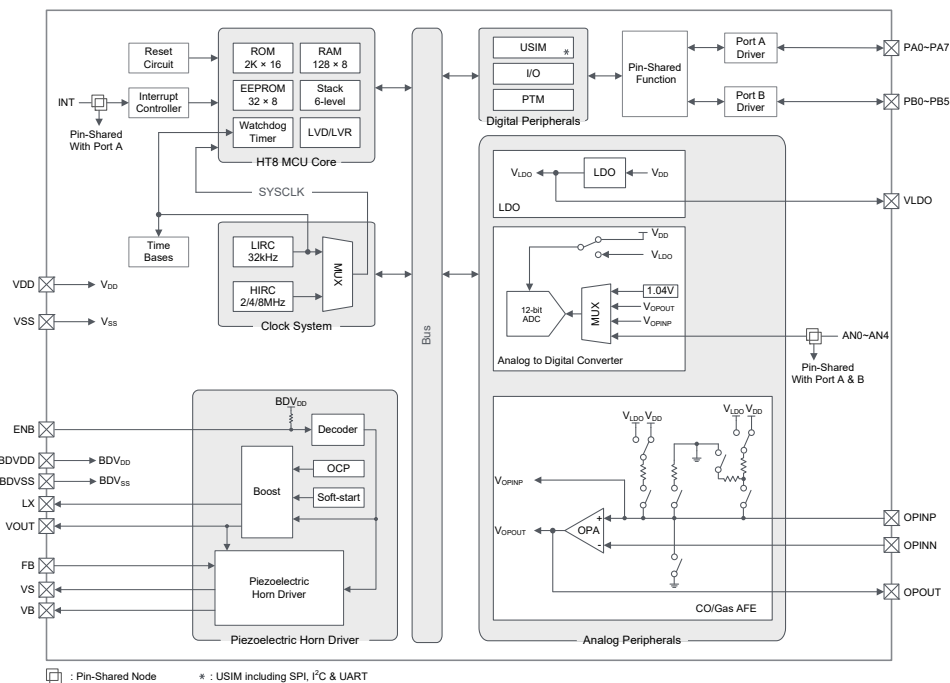 Reset
Circuit
INT
Interrupt
Controller
Pin-Shared
With Port A
ROM
2K × 16
RAM
128 × 8
EEPROM
32 × 8
Stack
6-level
Watchdog
Timer
LVD/LVR
HT8 MCU Core
SYSCLK
Time
Bases
LIRC
32kHz
HIRC
2/4/8MHz
MUX
Clock System
VDD
VDD
VSS
VSS
Bus
USIM *
I/O
PTM
Digital Peripherals
Pin-Shared
Function
Port A
Driver
Port B
Driver
PA0~PA7
PB0~PB5
VLDO
LDO
VDD
LDO
VLDO
VDD
VLDO
12-bit
ADC
MUX
1.04V
VOPOUT
VOPINP
Analog to Digital Converter
AN0~AN4
Pin-Shared
With Port A & B
VLDO VDD
VLDO VDD
VOPINP
VOPOUT
OPA
+
-
CO/Gas AFE
Analog Peripherals
OPINP
OPINN
OPOUT
ENB
BDVDD
BDVDD
BDVSS
BDVSS
LX
VOUT
FB
VS
VB
BDVDD
Decoder
Boost
OCP
Soft-start
Piezoelectric
Horn Driver
Piezoelectric Horn Driver
: Pin-Shared Node
* : USIM including SPI, I²C & UART